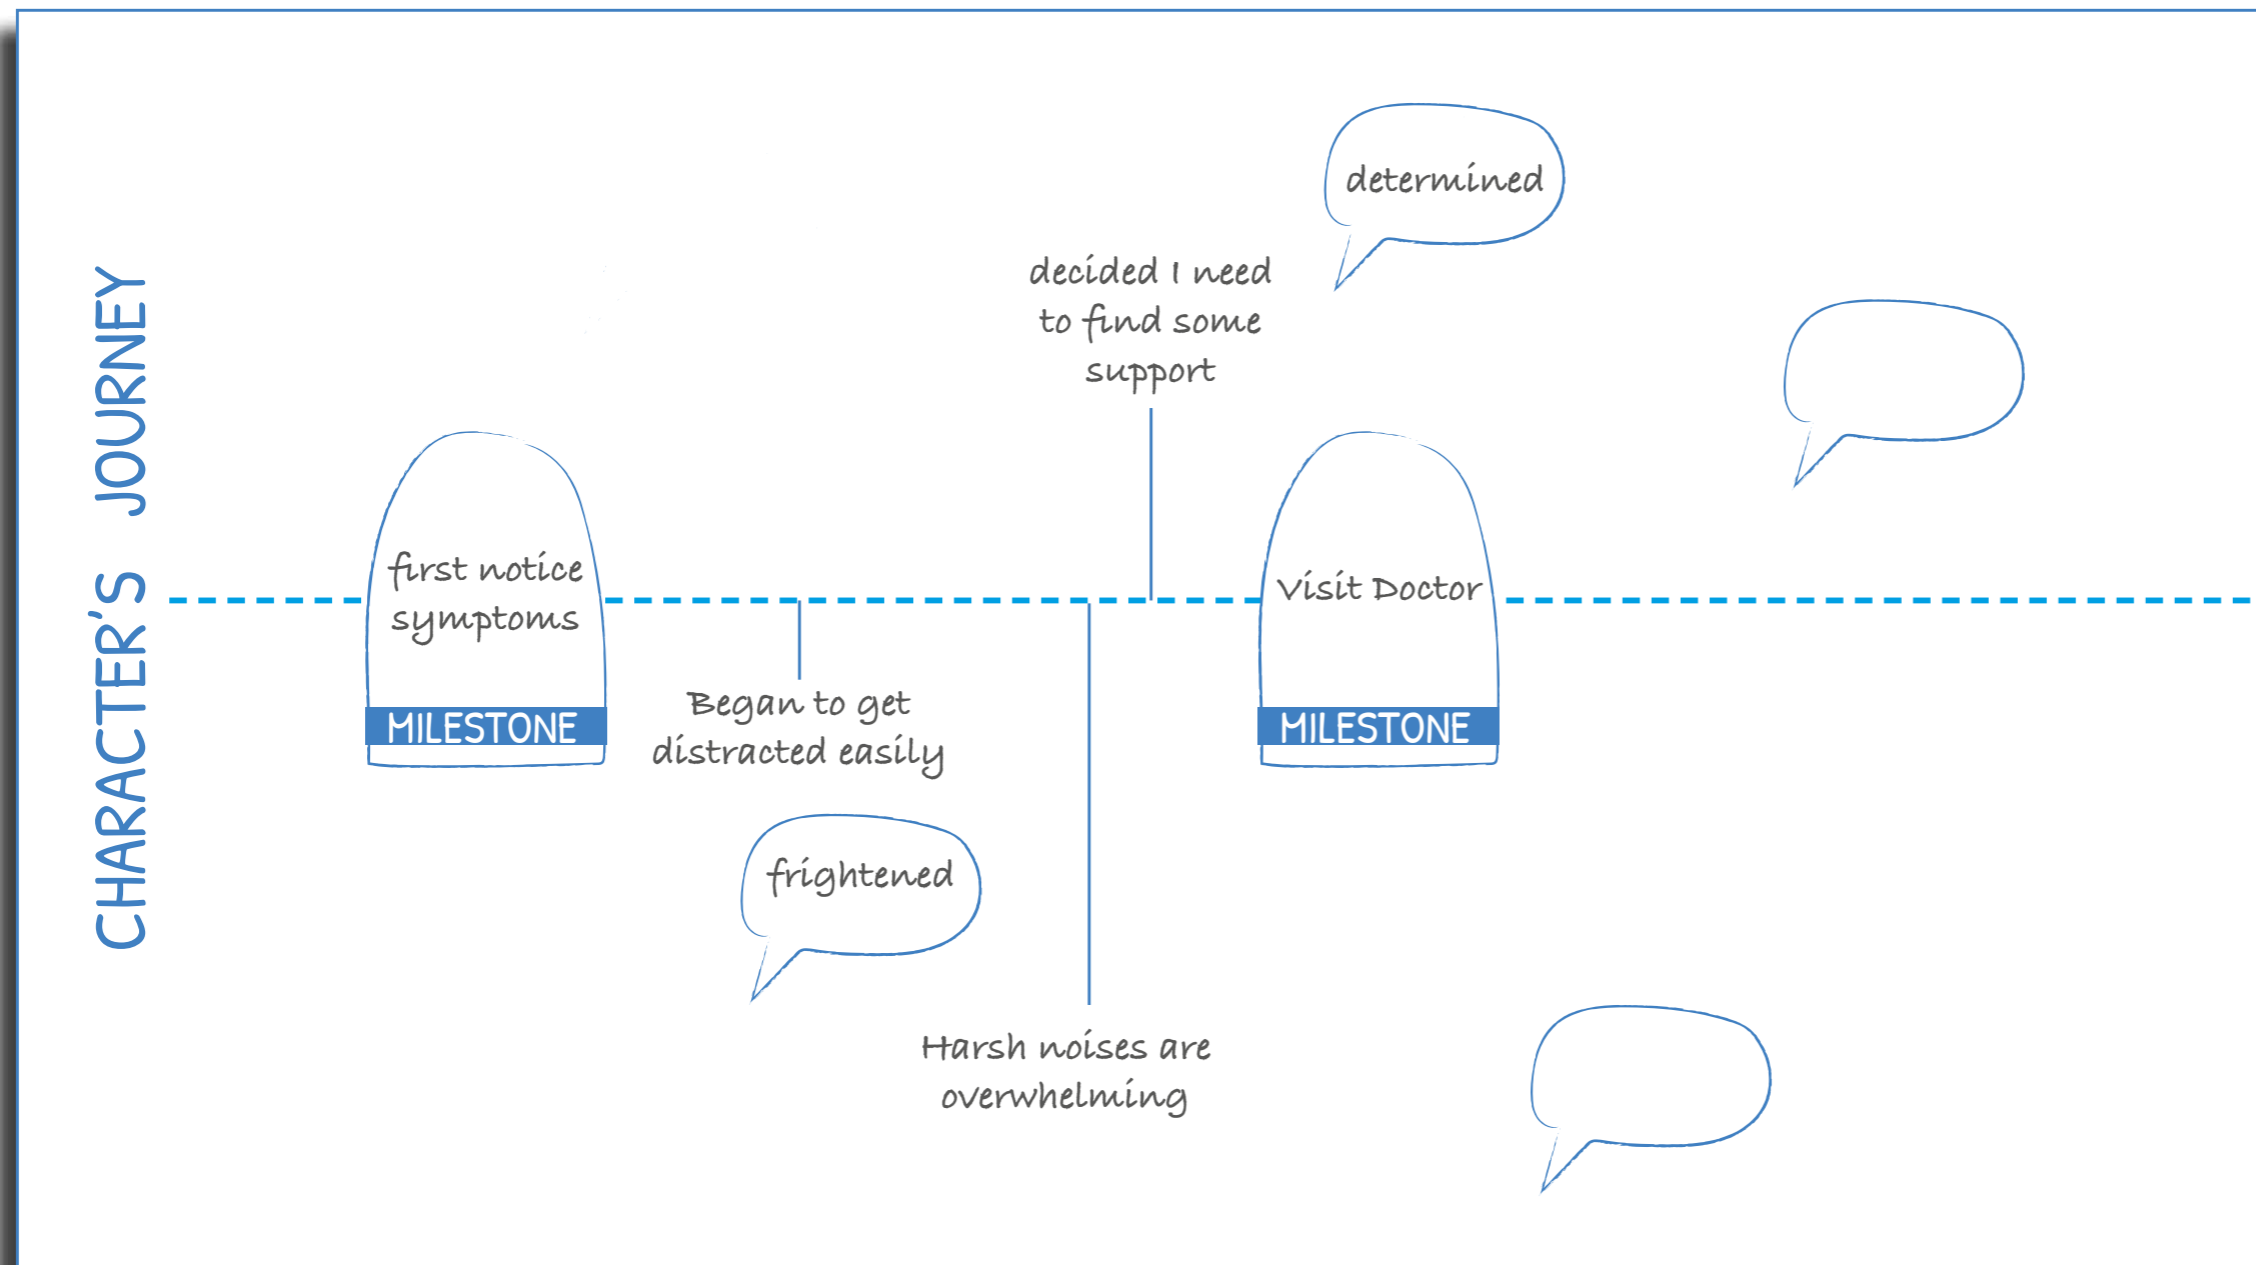 CHARACTER'S JOURNEY
determined
decided I need
to find some
support
first notice
symptoms
MILESTONE
Began to get
distracted easily
frightened
Harsh noises are
overwhelming
Visit Doctor
MILESTONE